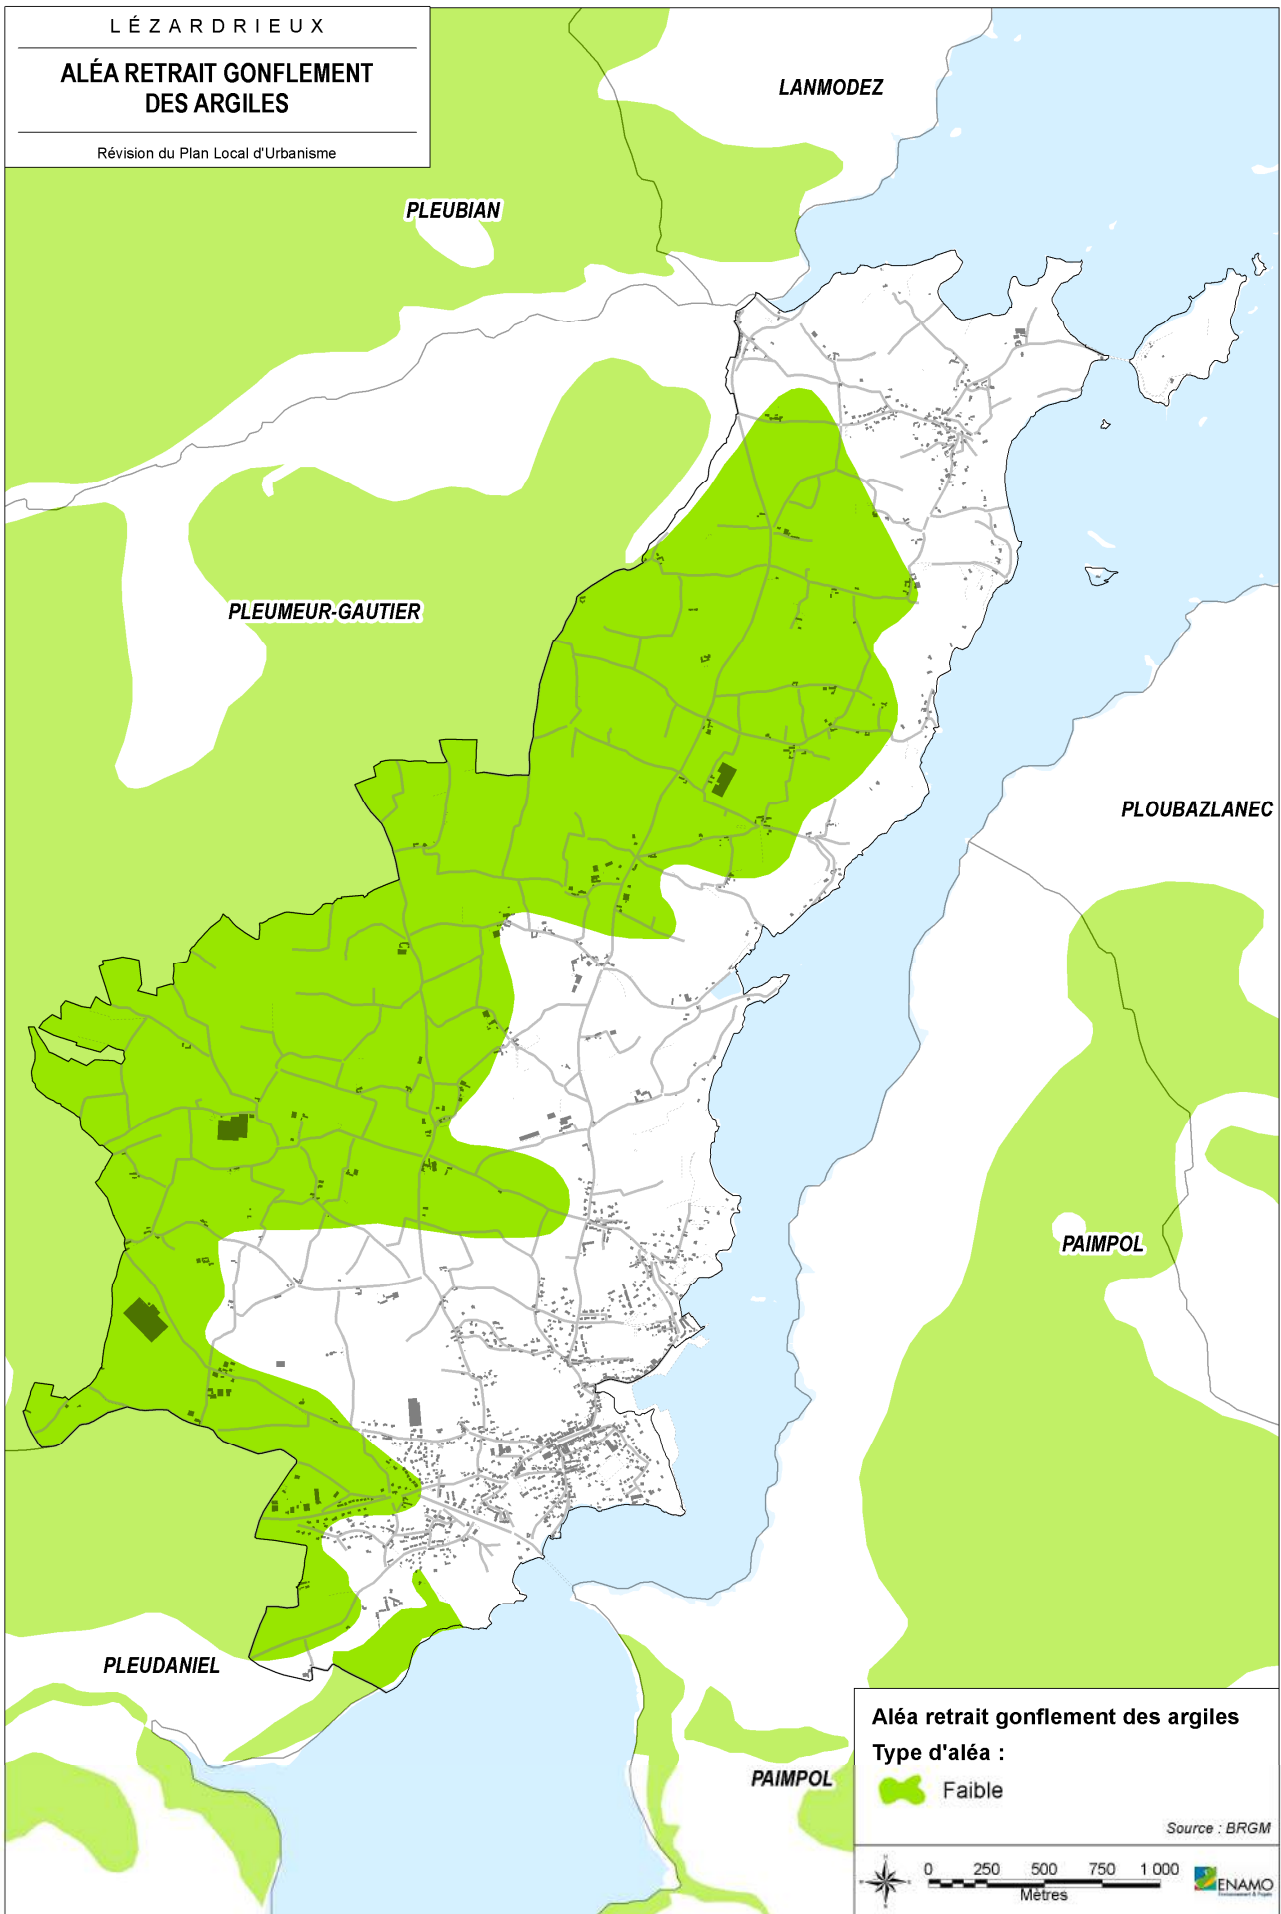 LÉZARDRIEUX
ALÉA RETRAIT GONFLEMENT
DES ARGILES
Révision du Plan Local d'Urbanisme
LANMODEZ
PLEUBIAN
PLEUMEUR-GAUTIER
PLOUBAZLANEC
PAIMPOL
PLEUDANIEL
PAIMPOL
Aléa retrait gonflement des argiles
Type d'aléa :
Faible
Source : BRGM
0 250 500 750 1 000
Mètres
ENAMO